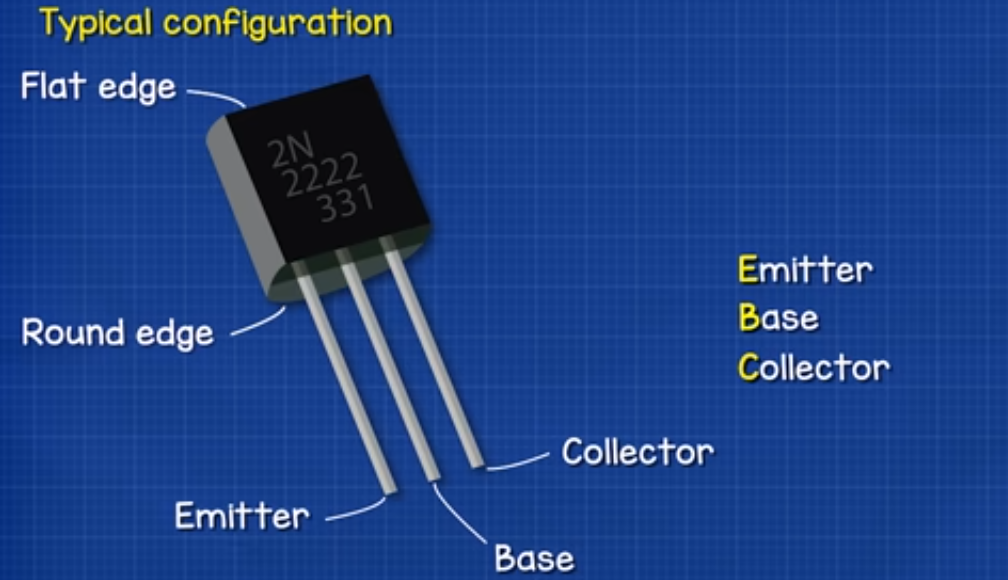 Typical configuration
Flat edge
2N
2222
331
Emitter
Base
Round edge
Collector
Collector
Emitter
Base